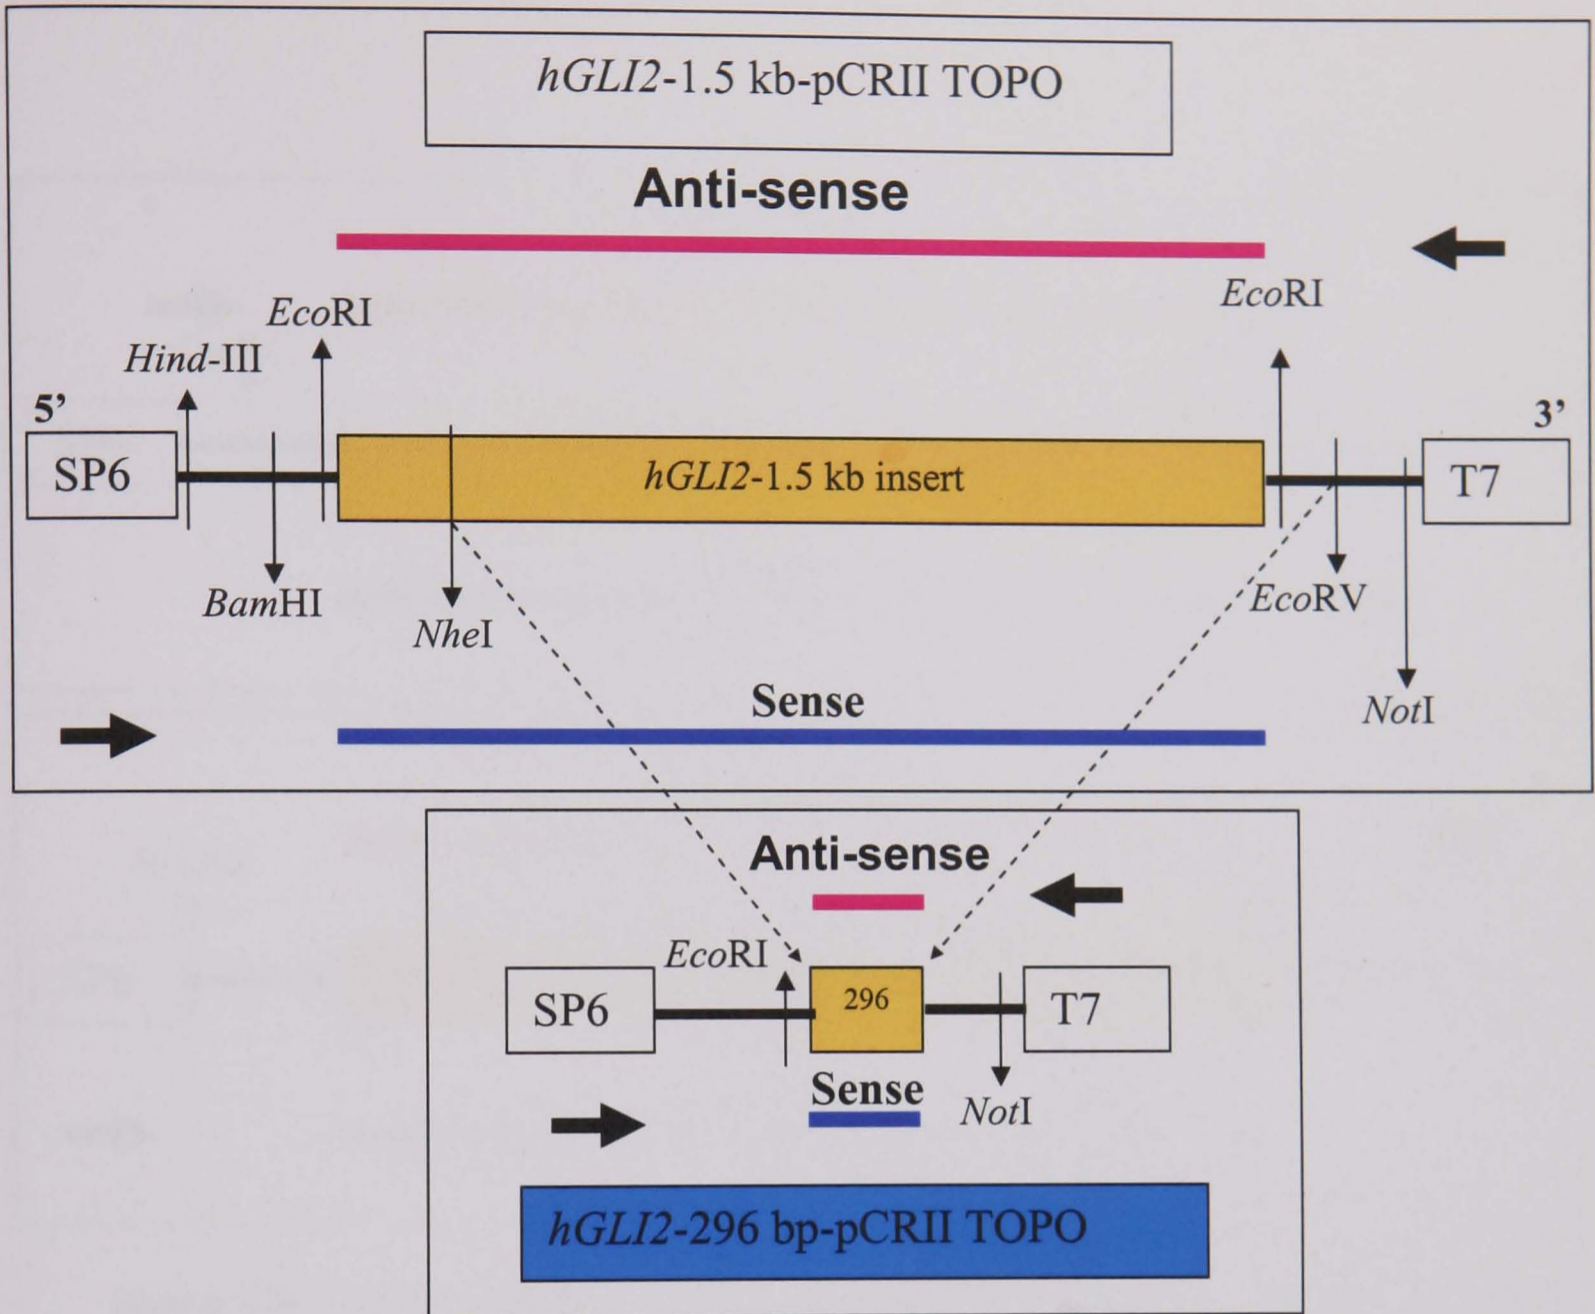 hGLI2-1.5 kb-pCRII TOPO
Anti-sense
EcoRI
EcoRI
Hind-III
5’
3’
SP6
hGLI2-1.5 kb insert
T7
BamHI
EcoRV
NheI
Sense
NotI
Anti-sense
EcoRI
SP6
296
T7
Sense
NotI
hGLI2-296 bp-pCRII TOPO